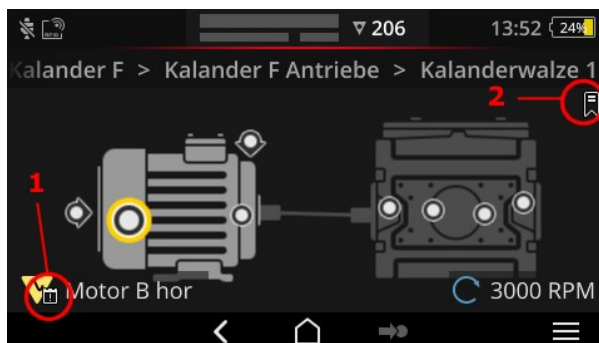 206 13:52 24%
Kalander F > Kalander F Antriebe > Kalanderwalze 1
2
1
Motor B hor
3000 RPM